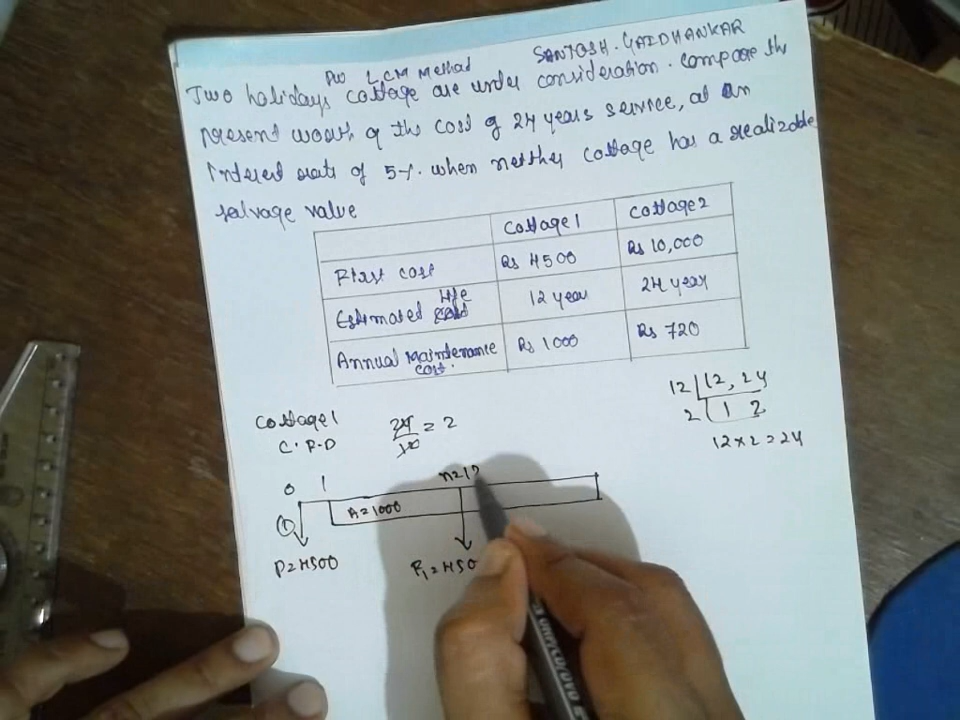 PW LCM Method
SANTOSH. GAIDHANKAR
Two holidays cottage are under consideration. compare the
present worth of the cost of 24 years service, at an
Interest rate of 5%. when neither cottage has a realizable
salvage value
Cottage 1 Cottage 2
First cost Rs 4500 Rs 10,000
Estimated life 12 year 24 year
Annual Maintenance cost. Rs 1000 Rs 720
Cottage 1
C.F.D
24/12 = 2
12 | 12, 24
2 | 1 2
12 x 2 = 24
0 1 n=12
① A=1000
P=4500 P1=450